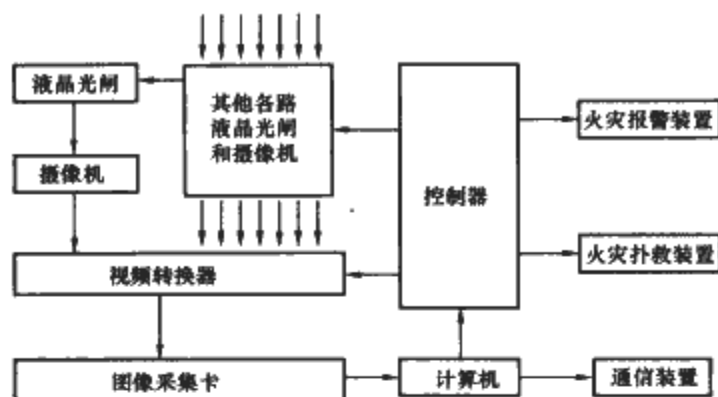 液晶光闸
其他各路
液晶光闸
和摄像机
火灾报警装置
摄像机
控制器
视频转换器
火灾扑救装置
图像采集卡
计算机
通信装置